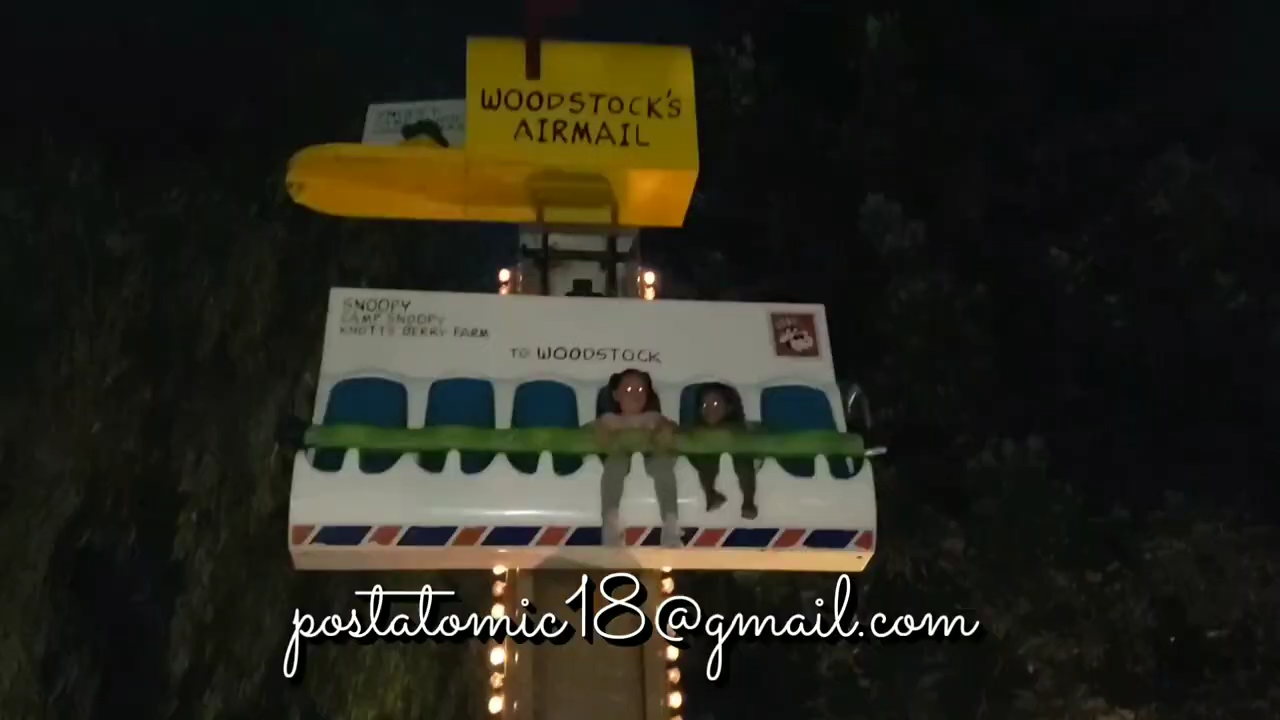 WOODSTOCK'S
AIRMAIL
SNOOPY
CAMP SNOOPY
KNOTT'S BERRY FARM
TO WOODSTOCK
postatomic18@gmail.com